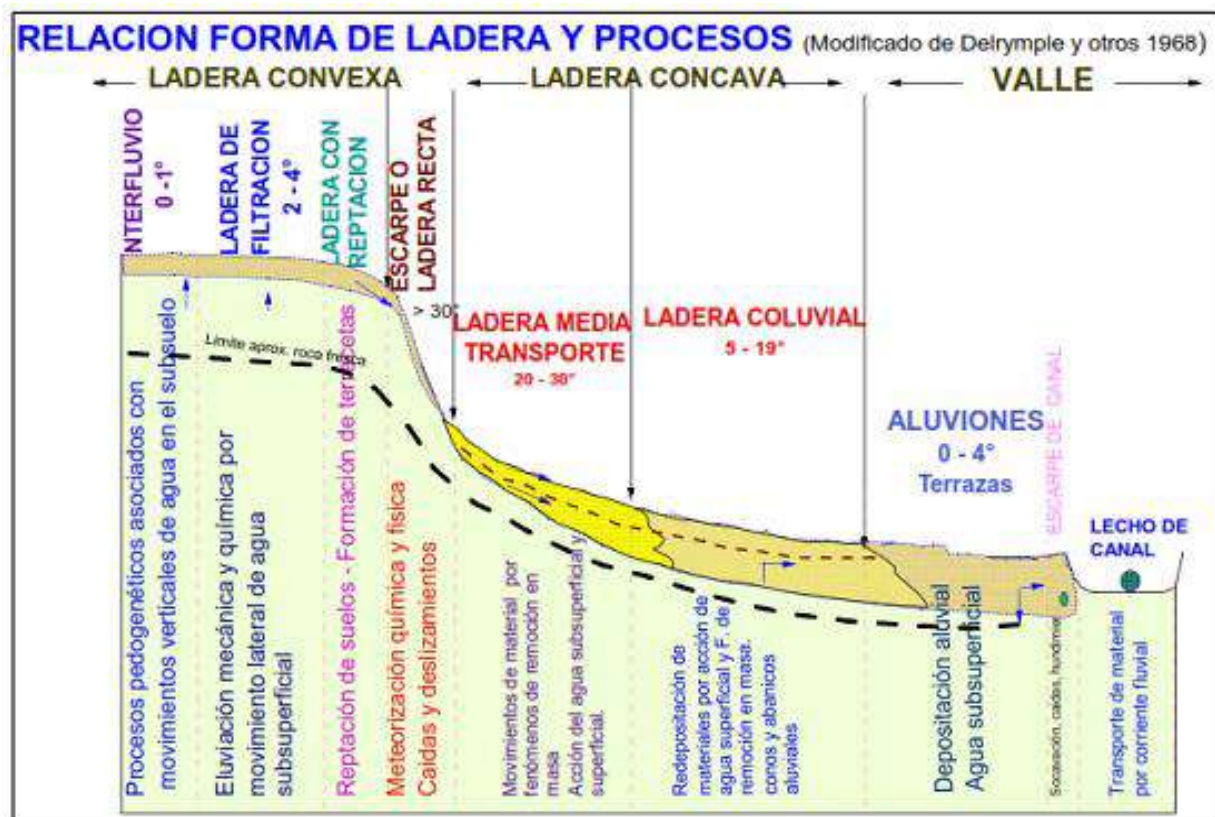 RELACION FORMA DE LADERA Y PROCESOS (Modificado de Delrymple y otros 1968)
LADERA CONVEXA
LADERA CONCAVA
VALLE
INTERFLUVIO
0 -1°
LADERA DE
FILTRACION
2 - 4°
LADERA CON
REPTACION
ESCARPE O
LADERA RECTA
> 30°
LADERA MEDIA
TRANSPORTE
20 - 30°
LADERA COLUVIAL
5 - 19°
ALUVIONES
0 - 4°
Terrazas
ESCARPE DE CANAL
LECHO DE
CANAL
Limite aprox. roca fresca
Procesos pedogenéticos asociados con
movimientos verticales de agua en el subsuelo
Eluviación mecánica y química por
movimiento lateral de agua
subsuperficial
Reptación de suelos - Formación de terracetas
Meteorización química y física
Caidas y deslizamientos
Movimientos de material por
fenómenos de remoción en
masa
Acción del agua subsuperficial y
superficial.
Redepositación de
materiales por acción de
agua superficial y F. de
remoción en masa.
conos y abanicos
aluviales
Depositación aluvial
Agua subsuperficial
Socavación, caidas, hundimie
Transporte de material
por corriente fluvial